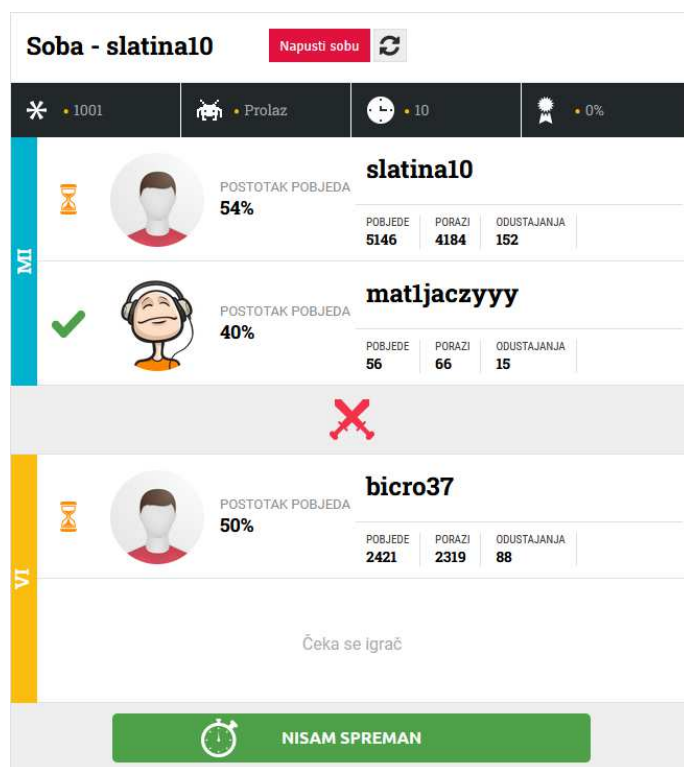 Soba - slatina10
Napusti sobu
• 1001
• Prolaz
• 10
• 0%
MI
POSTOTAK POBJEDA
54%
slatina10
POBJEDE PORAZI ODUSTAJANJA
5146 4184 152
POSTOTAK POBJEDA
40%
mat1jaczyyy
POBJEDE PORAZI ODUSTAJANJA
56 66 15
VI
POSTOTAK POBJEDA
50%
bicro37
POBJEDE PORAZI ODUSTAJANJA
2421 2319 88
Čeka se igrač
NISAM SPREMAN